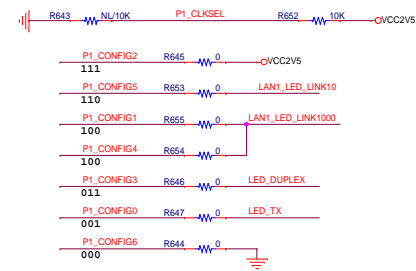 R643 NL/10K P1_CLKSEL R652 10K VCC2V5
P1_CONFIG2 R645 0 VCC2V5
111
P1_CONFIG5 R653 0 LAN1_LED_LINK10
110
P1_CONFIG1 R655 0 LAN1_LED_LINK1000
100
P1_CONFIG4 R654 0
100
P1_CONFIG3 R646 0 LED_DUPLEX
011
P1_CONFIG0 R647 0 LED_TX
001
P1_CONFIG6 R644 0
000